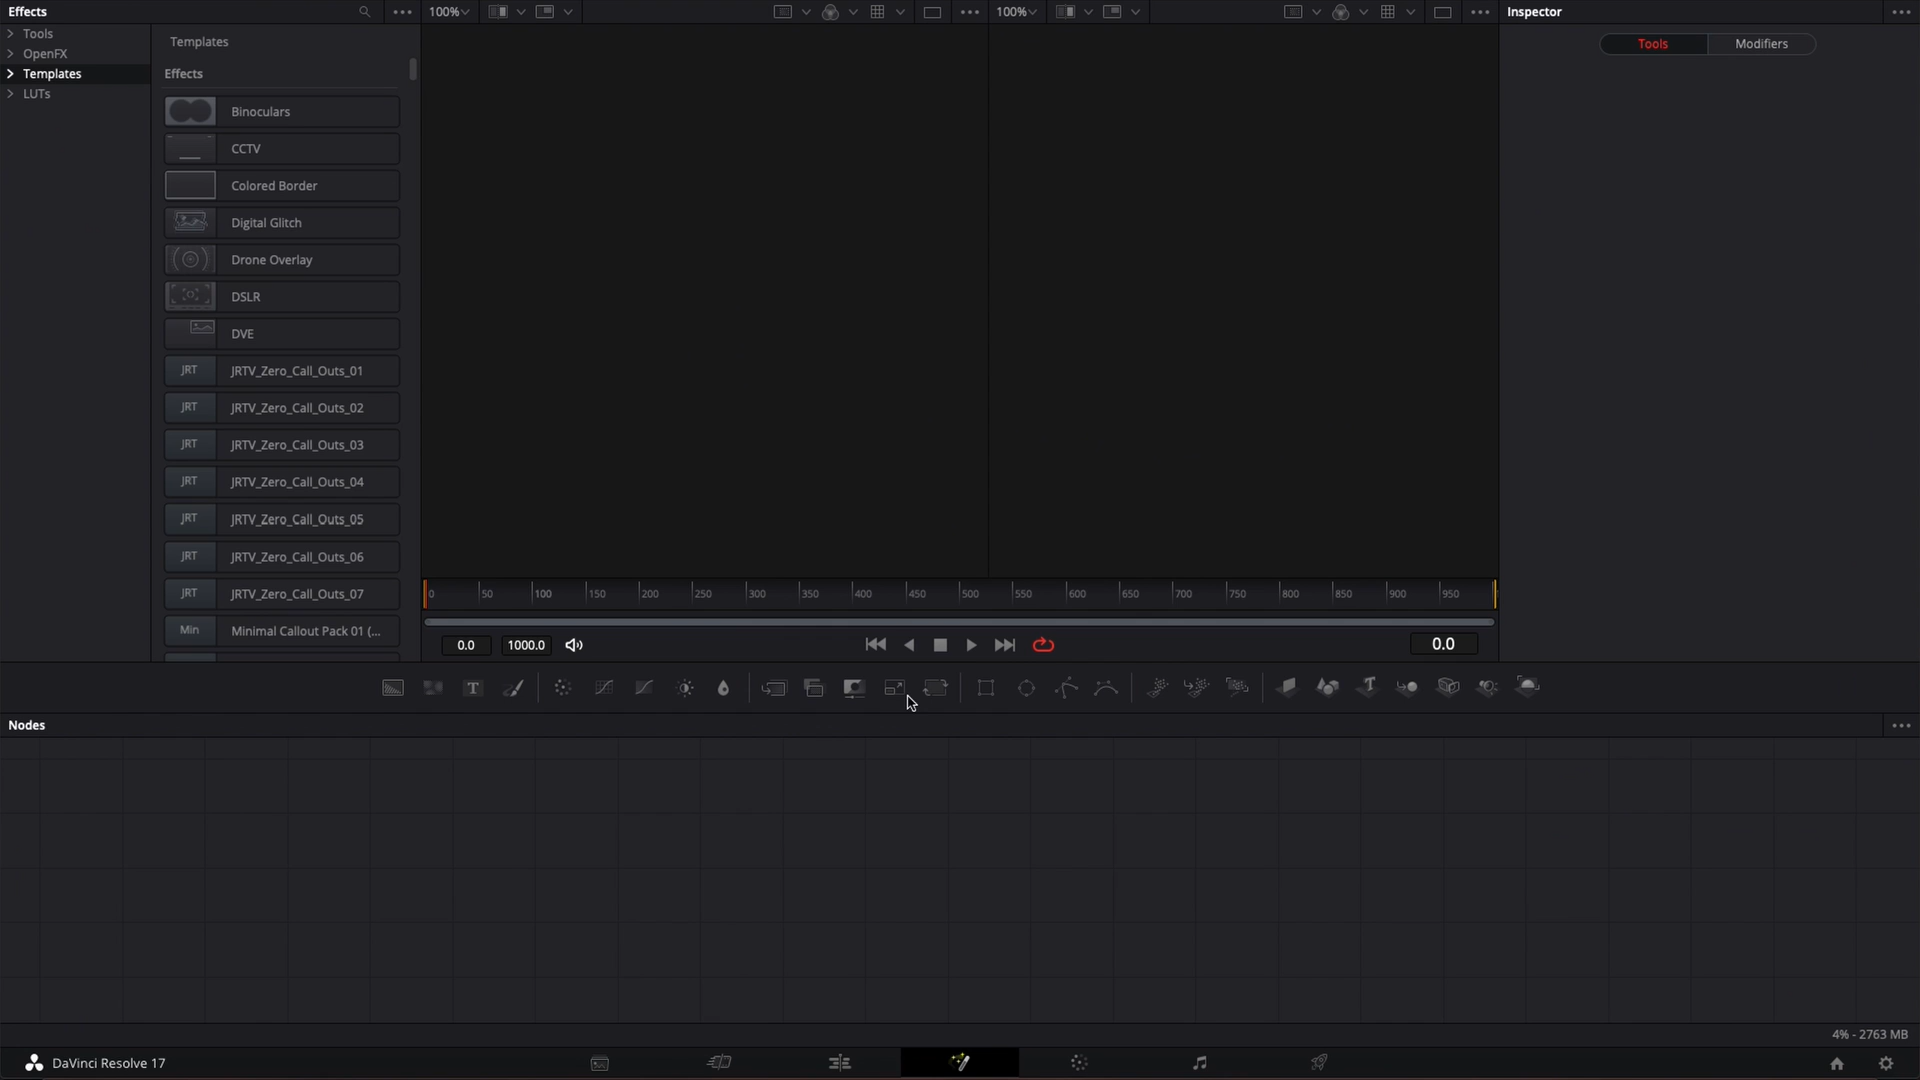 Effects
100%
100%
Inspector
Tools
OpenFX
Templates
LUTs
Templates
Effects
Binoculars
CCTV
Colored Border
Digital Glitch
Drone Overlay
DSLR
DVE
JRT JRTV_Zero_Call_Outs_01
JRT JRTV_Zero_Call_Outs_02
JRT JRTV_Zero_Call_Outs_03
JRT JRTV_Zero_Call_Outs_04
JRT JRTV_Zero_Call_Outs_05
JRT JRTV_Zero_Call_Outs_06
JRT JRTV_Zero_Call_Outs_07
Min Minimal Callout Pack 01 (...
Tools Modifiers
0 50 100 150 200 250 300 350 400 450 500 550 600 650 700 750 800 850 900 950
0.0 1000.0 0.0
T T
Nodes
4% - 2763 MB
DaVinci Resolve 17